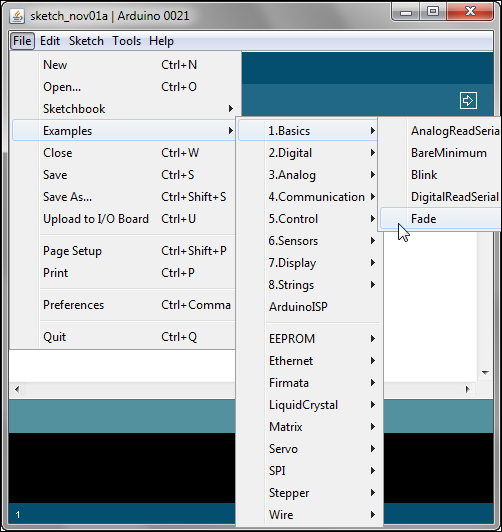 sketch_nov01a | Arduino 0021
File Edit Sketch Tools Help
New Ctrl+N
Open... Ctrl+O
Sketchbook
Examples
Close Ctrl+W
Save Ctrl+S
Save As... Ctrl+Shift+S
Upload to I/O Board Ctrl+U
Page Setup Ctrl+Shift+P
Print Ctrl+P
Preferences Ctrl+Comma
Quit Ctrl+Q
1.Basics
2.Digital
3.Analog
4.Communication
5.Control
6.Sensors
7.Display
8.Strings
ArduinoISP
EEPROM
Ethernet
Firmata
LiquidCrystal
Matrix
Servo
SPI
Stepper
Wire
AnalogReadSerial
BareMinimum
Blink
DigitalReadSerial
Fade
1